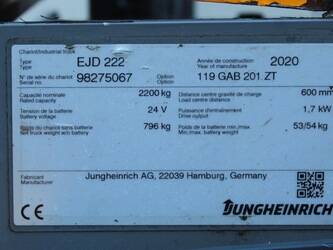 Chariot/Industrial truck
Type
Type
EJD 222
Année de construction
Year of manufacture
2020
N° de série du chariot
Serial no.
98275067
Option
Option
119 GAB 201 ZT
Capacité nominale
Rated capacity
2200 kg
Distance centre de gravité de charge
Load centre distance
600 mm
Tension de la batterie
Battery voltage
24 V
Puissance d'entraînement
Drive output
1,7 kW
Poids du chariot sans batterie
Net truck weight w/o battery
796 kg
Poids de la batterie min./max
Min./max. battery weight
53/54 kg
Fabricant
Manufacturer
Jungheinrich AG, 22039 Hamburg, Germany
CE
JUNGHEINRICH